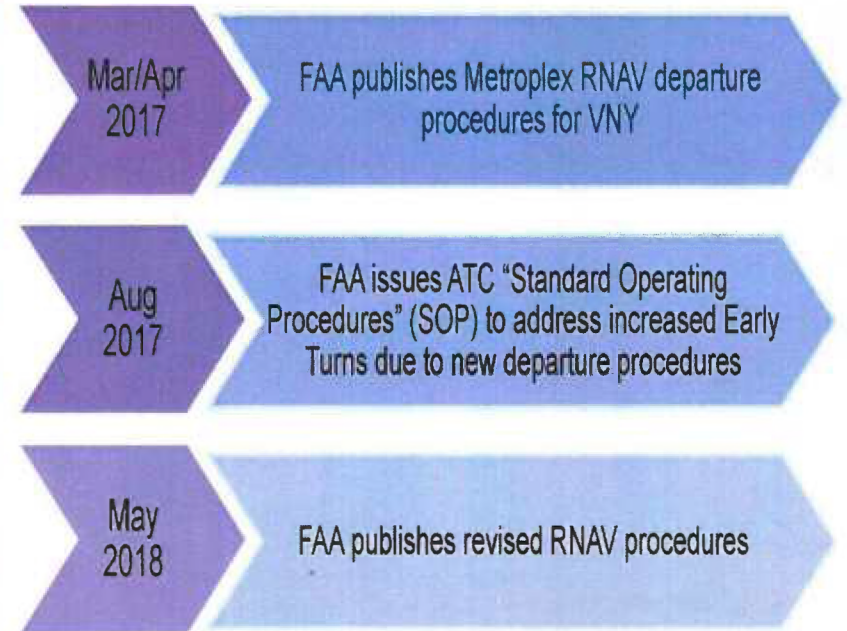 Mar/Apr
2017
FAA publishes Metroplex RNAV departure
procedures for VNY
Aug
2017
FAA issues ATC “Standard Operating
Procedures” (SOP) to address increased Early
Turns due to new departure procedures
May
2018
FAA publishes revised RNAV procedures